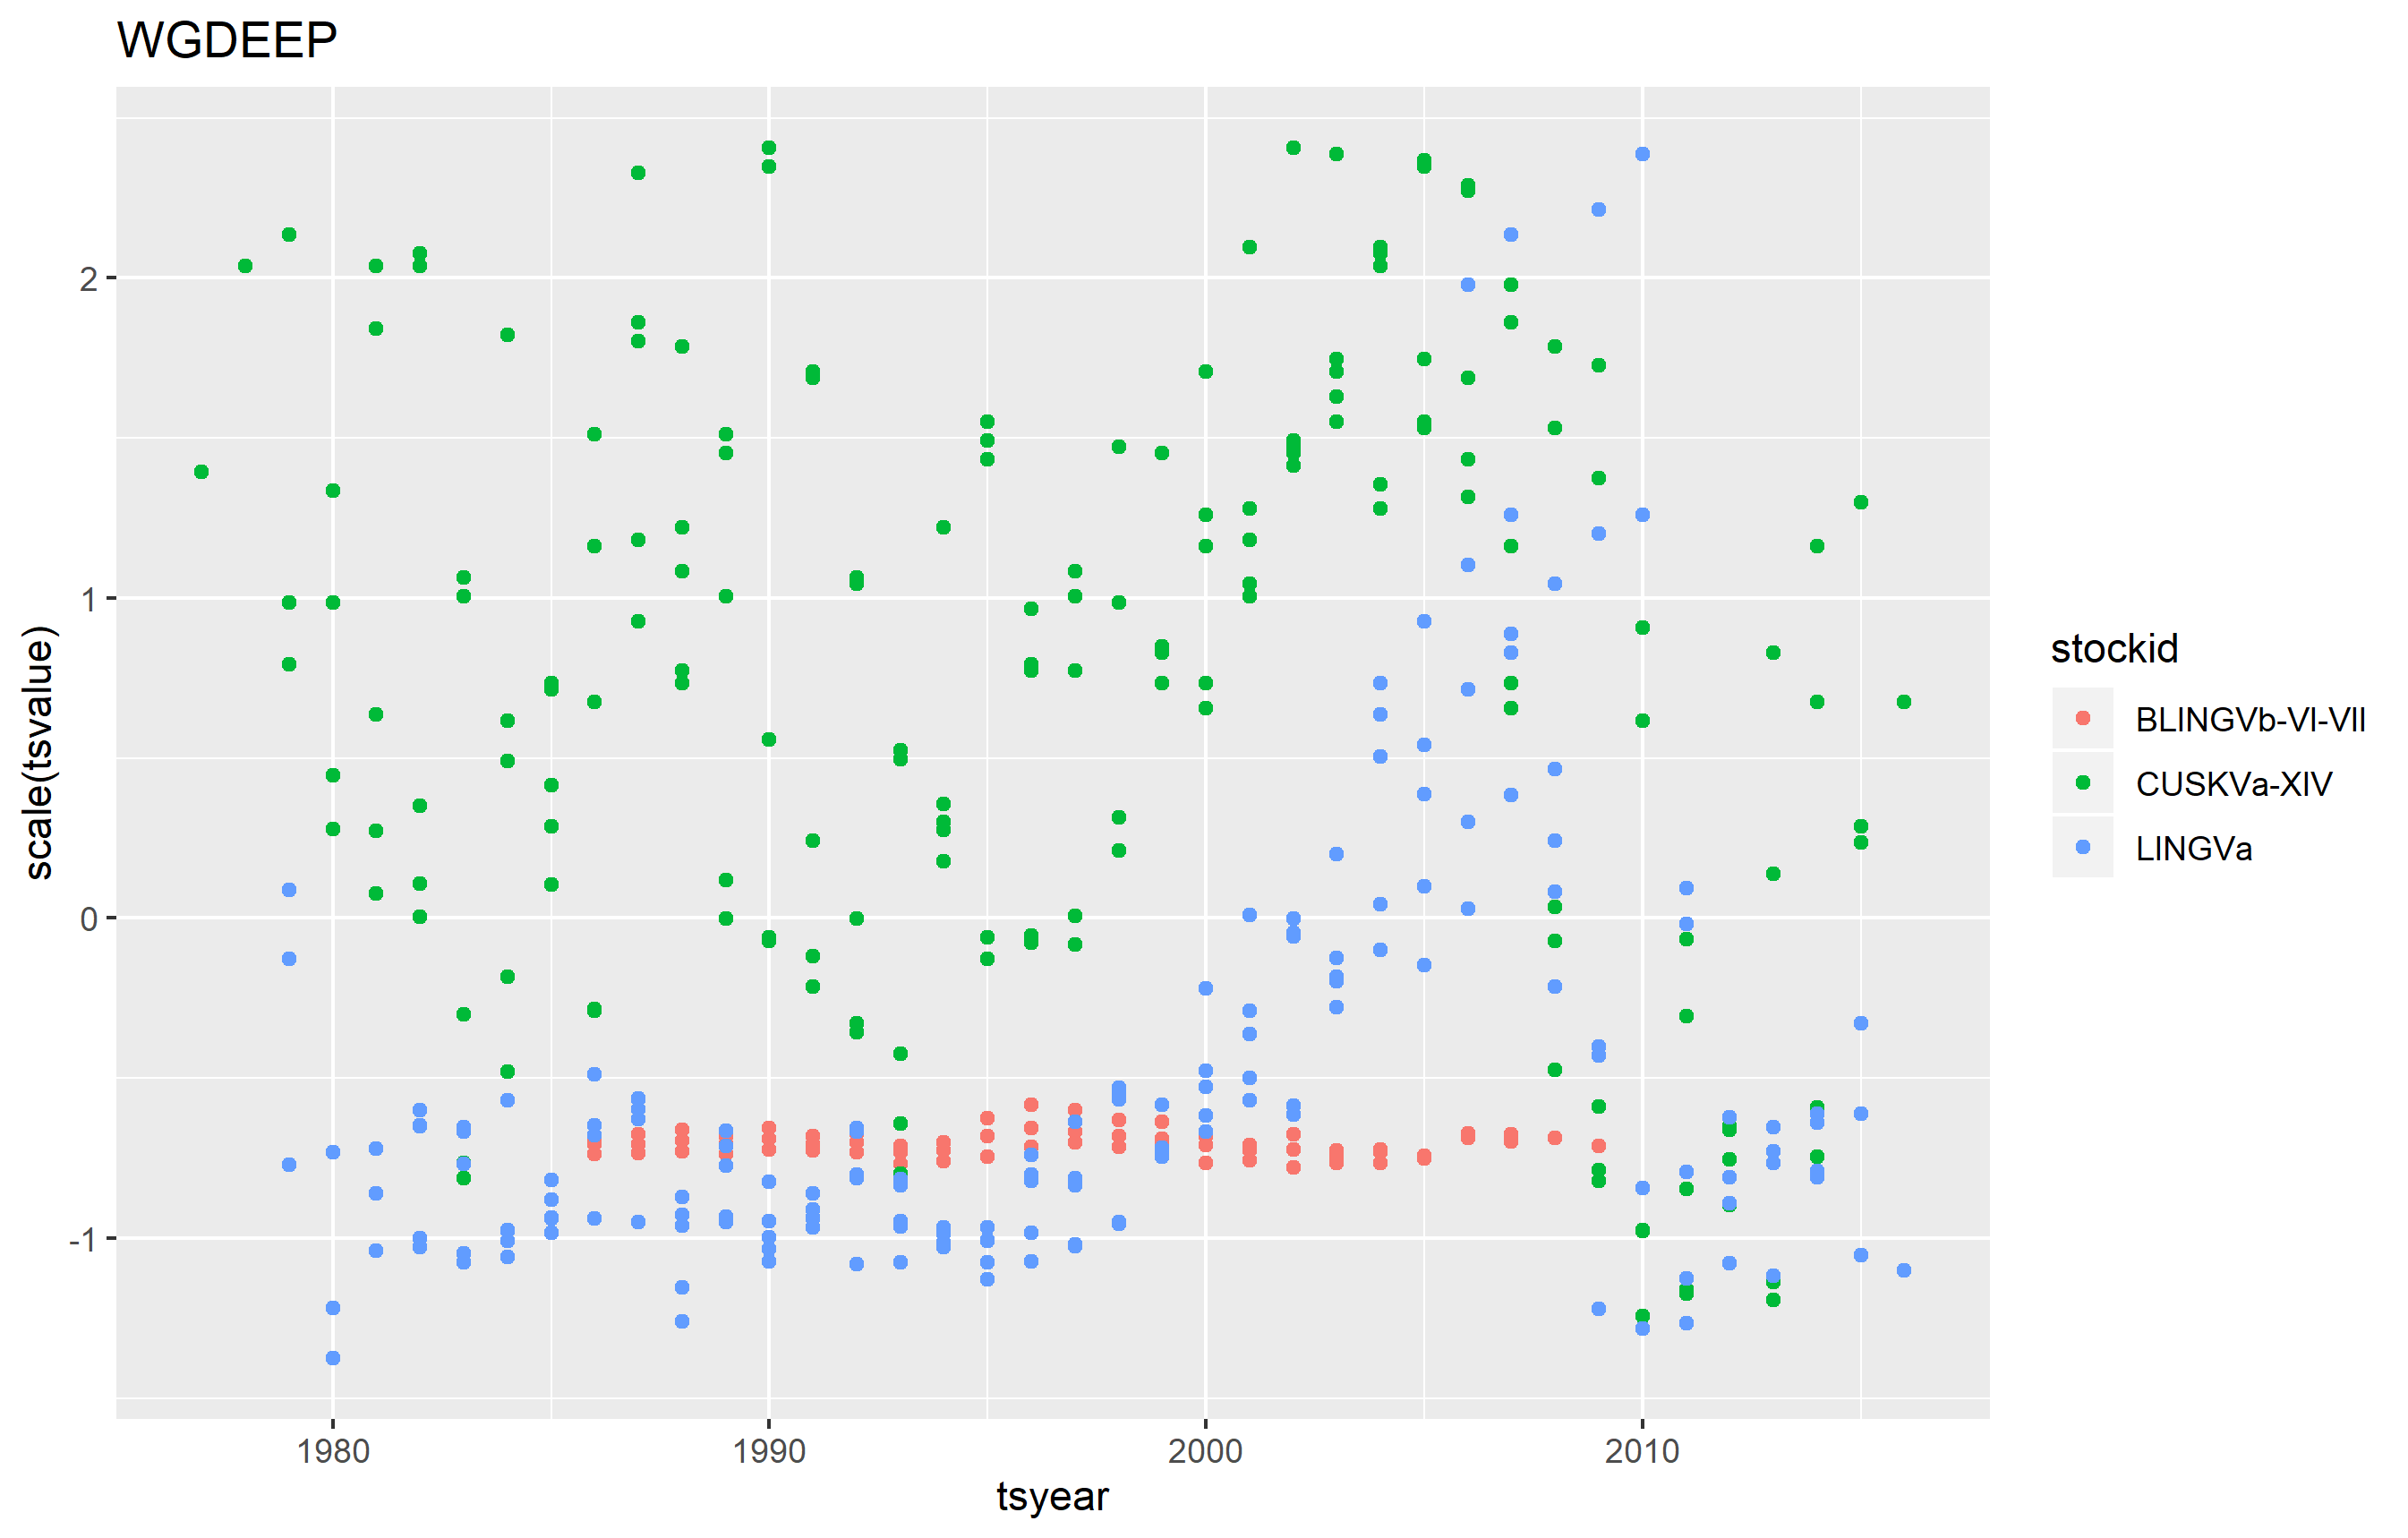 WGDEEP
scale(tsvalue)
2
1
0
-1
1980 1990 2000 2010
tsyear
stockid
BLINGVb-VI-VII
CUSKVa-XIV
LINGVa